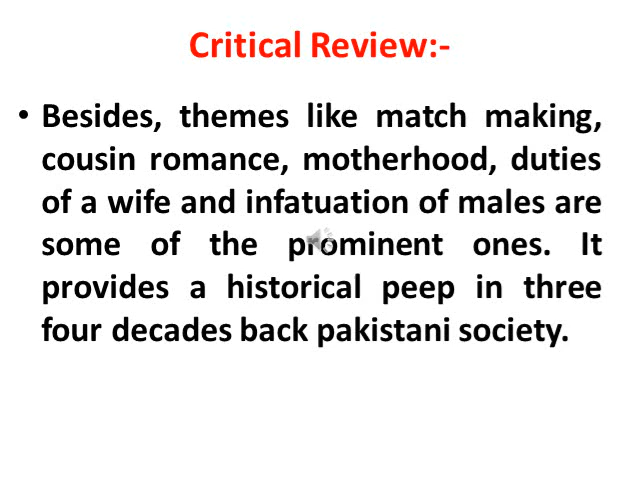 Critical Review:-
• Besides, themes like match making,
cousin romance, motherhood, duties
of a wife and infatuation of males are
some of the prominent ones. It
provides a historical peep in three
four decades back pakistani society.